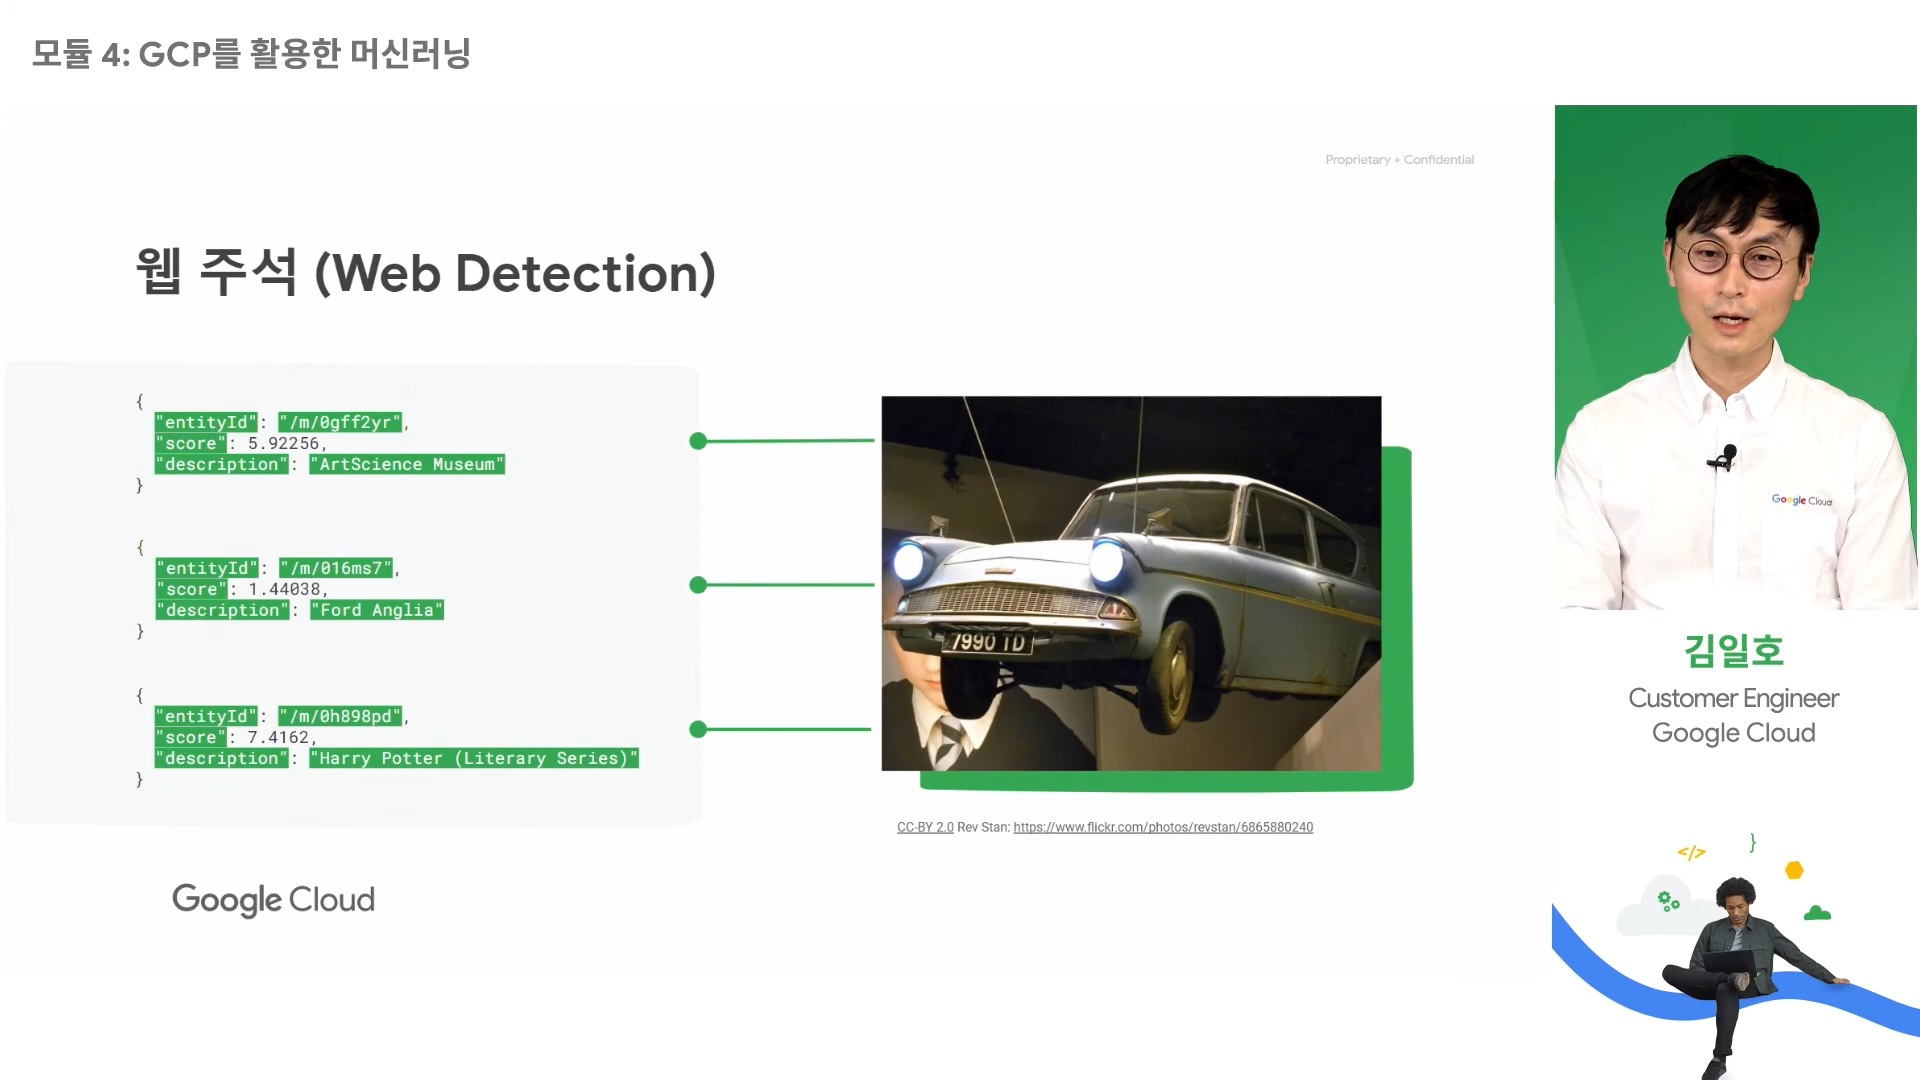 모듈 4: GCP를 활용한 머신러닝
Proprietary + Confidential
웹 주석 (Web Detection)
{
"entityId": "/m/0gff2yr",
"score": 5.92256,
"description": "ArtScience Museum"
}
{
"entityId": "/m/016ms7",
"score": 1.44038,
"description": "Ford Anglia"
}
{
"entityId": "/m/0h898pd",
"score": 7.4162,
"description": "Harry Potter (Literary Series)"
}
7990 TD
CC-BY 2.0 Rev Stan: https://www.flickr.com/photos/revstan/6865880240
Google Cloud
Google Cloud
김일호
Customer Engineer
Google Cloud
</>
}